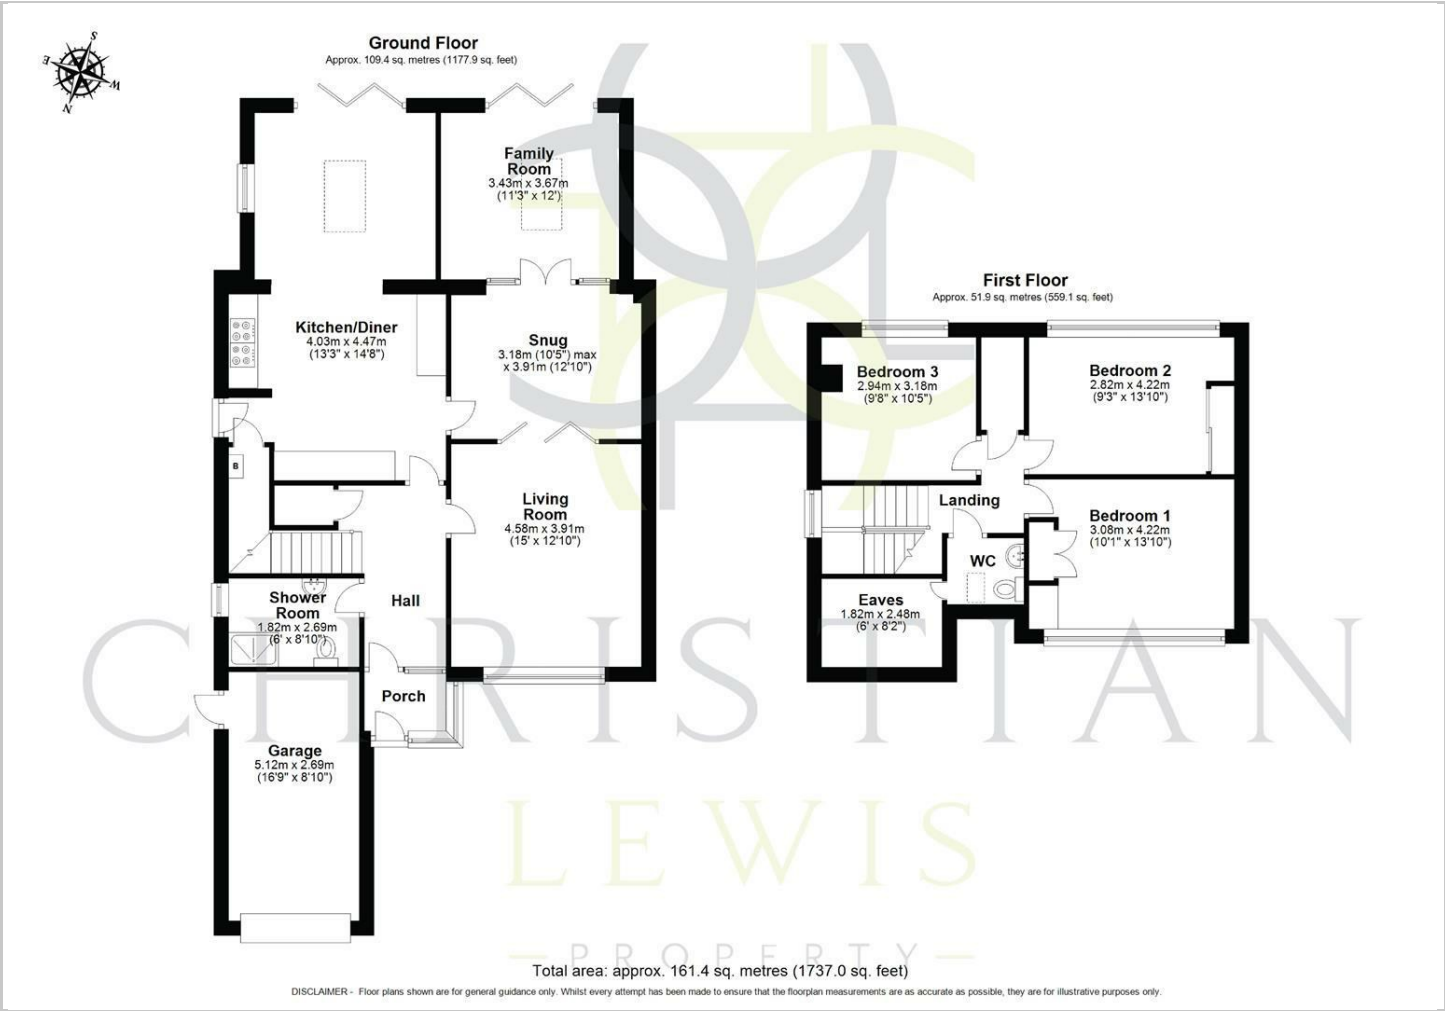 S
E
W
N
Ground Floor
Approx. 109.4 sq. metres (1177.9 sq. feet)
Family
Room
3.43m x 3.67m
(11'3" x 12')
Kitchen/Diner
4.03m x 4.47m
(13'3" x 14'8")
Snug
3.18m (10'5") max
x 3.91m (12'10")
B
Living
Room
4.58m x 3.91m
(15' x 12'10")
Shower
Room
1.82m x 2.69m
(6' x 8'10")
Hall
Porch
Garage
5.12m x 2.69m
(16'9" x 8'10")
First Floor
Approx. 51.9 sq. metres (559.1 sq. feet)
Bedroom 3
2.94m x 3.18m
(9'8" x 10'5")
Bedroom 2
2.82m x 4.22m
(9'3" x 13'10")
Landing
Bedroom 1
3.08m x 4.22m
(10'1" x 13'10")
WC
Eaves
1.82m x 2.48m
(6' x 8'2")
CHRISTIAN
LEWIS
PROPERTY
Total area: approx. 161.4 sq. metres (1737.0 sq. feet)
DISCLAIMER - Floor plans shown are for general guidance only. Whilst every attempt has been made to ensure that the floorplan measurements are as accurate as possible, they are for illustrative purposes only.